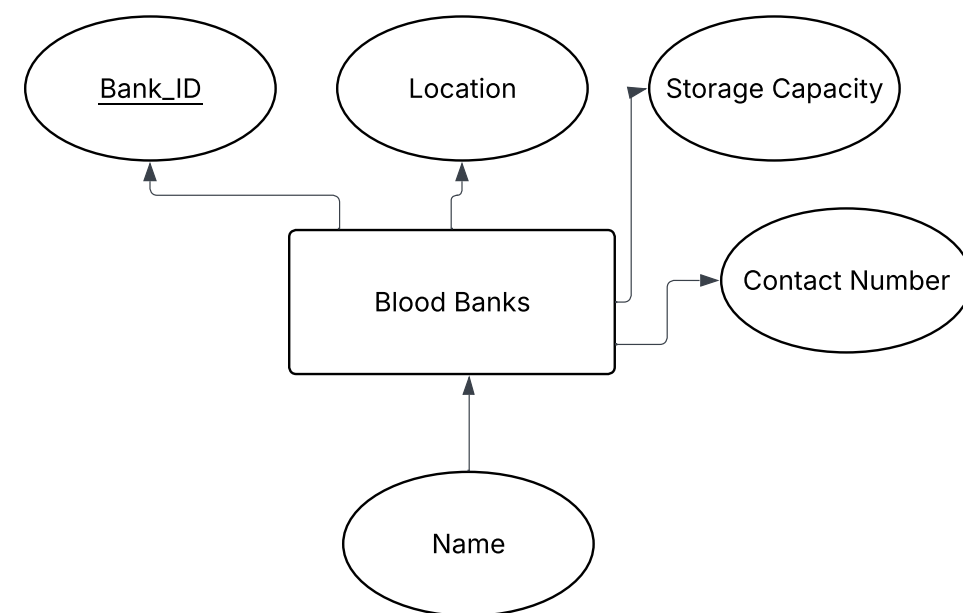 Bank_ID
Location
Storage Capacity
Contact Number
Blood Banks
Name